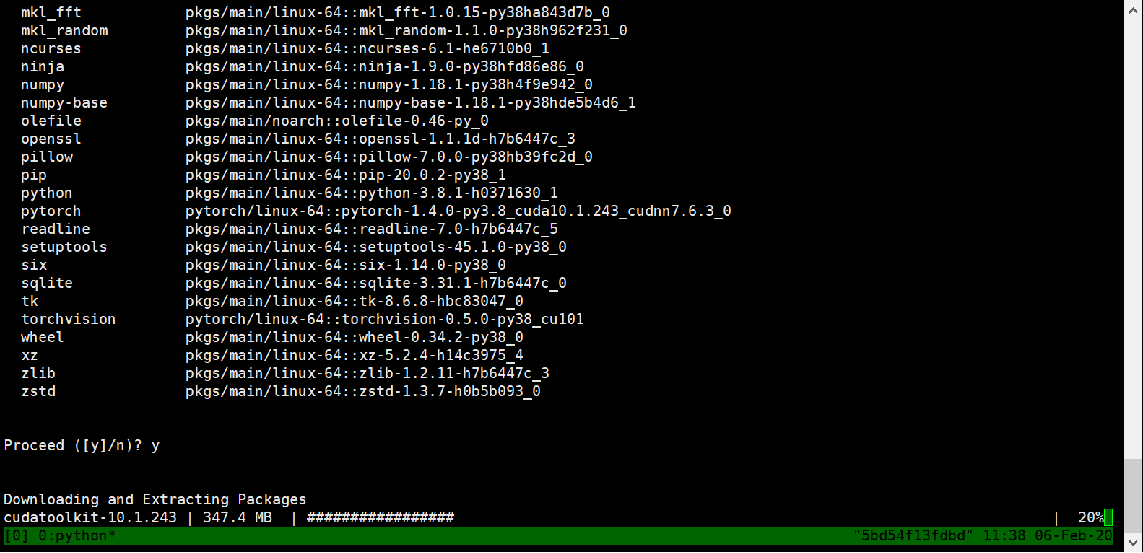 mkl_fft pkgs/main/linux-64::mkl_fft-1.0.15-py38ha843d7b_0
mkl_random pkgs/main/linux-64::mkl_random-1.1.0-py38h962f231_0
ncurses pkgs/main/linux-64::ncurses-6.1-he6710b0_1
ninja pkgs/main/linux-64::ninja-1.9.0-py38hfd86e86_0
numpy pkgs/main/linux-64::numpy-1.18.1-py38h4f9e942_0
numpy-base pkgs/main/linux-64::numpy-base-1.18.1-py38hde5b4d6_1
olefile pkgs/main/noarch::olefile-0.46-py_0
openssl pkgs/main/linux-64::openssl-1.1.1d-h7b6447c_3
pillow pkgs/main/linux-64::pillow-7.0.0-py38hb39fc2d_0
pip pkgs/main/linux-64::pip-20.0.2-py38_1
python pkgs/main/linux-64::python-3.8.1-h0371630_1
pytorch pytorch/linux-64::pytorch-1.4.0-py3.8_cuda10.1.243_cudnn7.6.3_0
readline pkgs/main/linux-64::readline-7.0-h7b6447c_5
setuptools pkgs/main/linux-64::setuptools-45.1.0-py38_0
six pkgs/main/linux-64::six-1.14.0-py38_0
sqlite pkgs/main/linux-64::sqlite-3.31.1-h7b6447c_0
tk pkgs/main/linux-64::tk-8.6.8-hbc83047_0
torchvision pytorch/linux-64::torchvision-0.5.0-py38_cu101
wheel pkgs/main/linux-64::wheel-0.34.2-py38_0
xz pkgs/main/linux-64::xz-5.2.4-h14c3975_4
zlib pkgs/main/linux-64::zlib-1.2.11-h7b6447c_3
zstd pkgs/main/linux-64::zstd-1.3.7-h0b5b093_0
Proceed ([y]/n)? y
Downloading and Extracting Packages
cudatoolkit-10.1.243 | 347.4 MB | ################# | 20%
[0] 0:python* "5bd54f13fdbd" 11:38 06-Feb-20